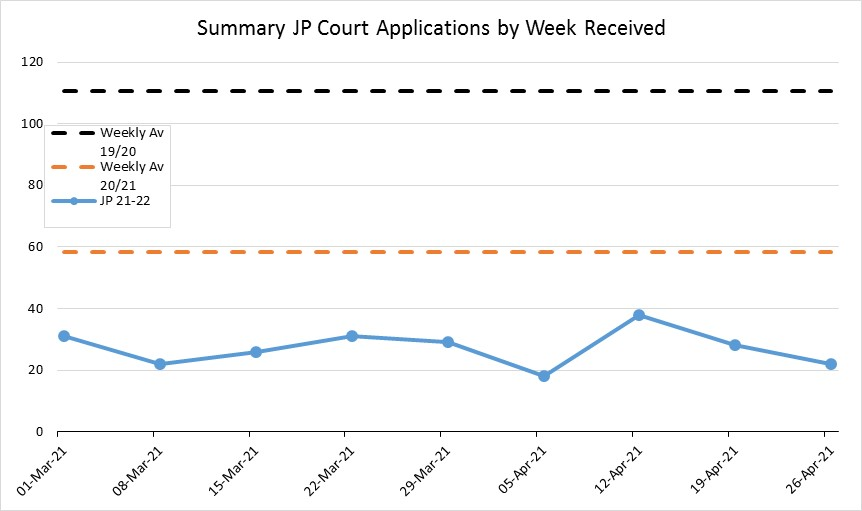 Summary JP Court Applications by Week Received
120
100
80
60
40
20
0
Weekly Av
19/20
Weekly Av
20/21
JP 21-22
01-Mar-21
08-Mar-21
15-Mar-21
22-Mar-21
29-Mar-21
05-Apr-21
12-Apr-21
19-Apr-21
26-Apr-21